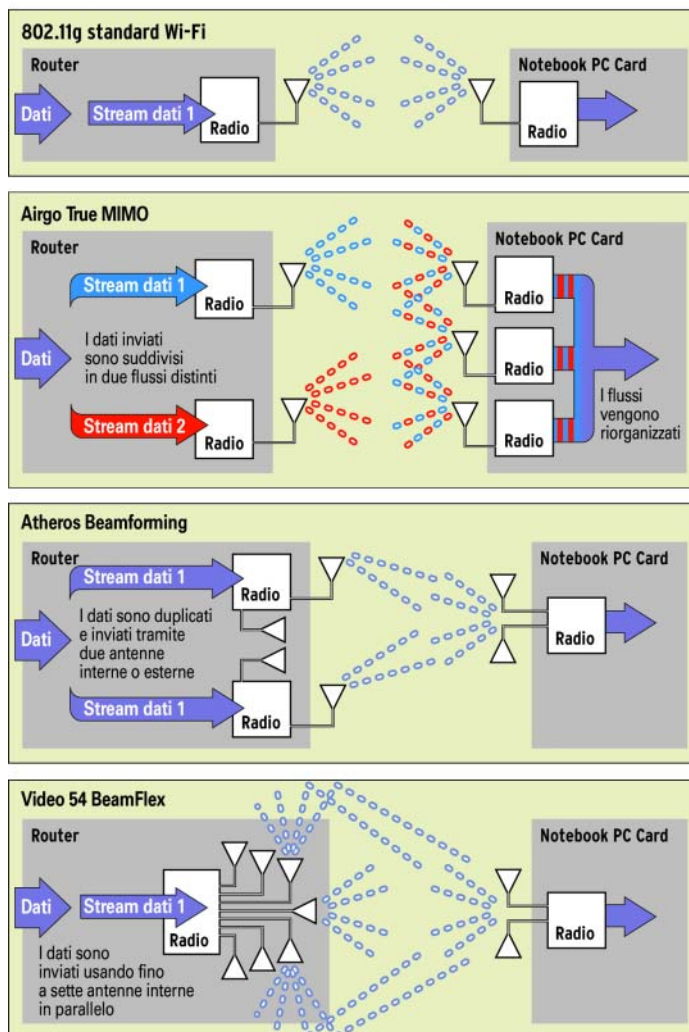 802.11g standard Wi-Fi
Router
Notebook PC Card
Dati
Stream dati 1
Radio
Radio
Airgo True MIMO
Router
Notebook PC Card
Stream dati 1
Radio
Radio
Dati
I dati inviati
sono suddivisi
in due flussi distinti
Radio
Stream dati 2
Radio
Radio
I flussi
vengono
riorganizzati
Atheros Beamforming
Router
Notebook PC Card
Stream dati 1
Radio
Dati
I dati sono duplicati
e inviati tramite
due antenne
interne o esterne
Radio
Stream dati 1
Radio
Video 54 BeamFlex
Router
Notebook PC Card
Dati
Stream dati 1
Radio
Radio
I dati sono
inviati usando fino
a sette antenne interne
in parallelo